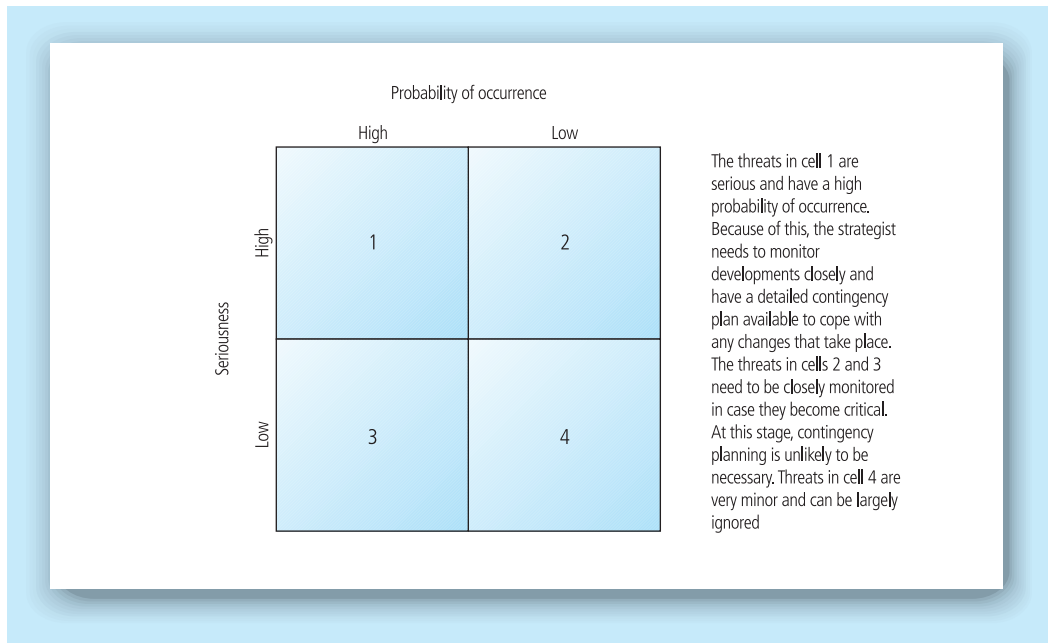 Probability of occurrence
High Low
High
1 2
Seriousness
Low
3 4
The threats in cell 1 are
serious and have a high
probability of occurrence.
Because of this, the strategist
needs to monitor
developments closely and
have a detailed contingency
plan available to cope with
any changes that take place.
The threats in cells 2 and 3
need to be closely monitored
in case they become critical.
At this stage, contingency
planning is unlikely to be
necessary. Threats in cell 4 are
very minor and can be largely
ignored